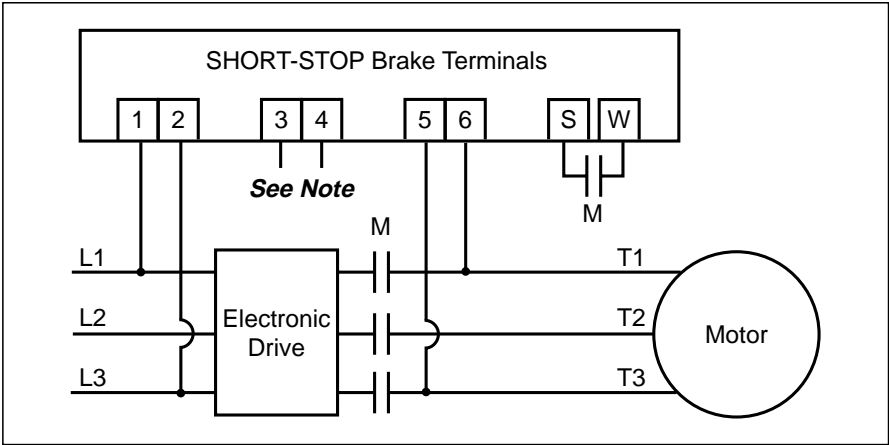 SHORT-STOP Brake Terminals
1 2 3 4 5 6 S W
See Note
M
M
L1 T1
L2 Electronic Drive T2
Motor
L3 T3